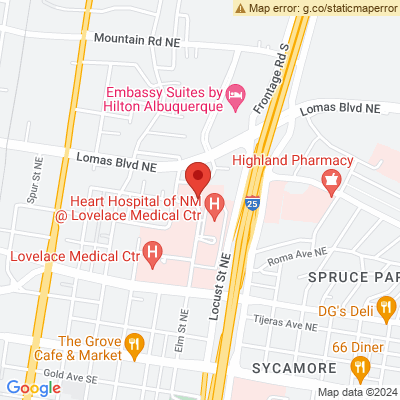 Map error: g.co/staticmaperror
Mountain Rd NE
Frontage Rd S
Embassy Suites by
Hilton Albuquerque
Lomas Blvd NE
Lomas Blvd NE
Highland Pharmacy
Spur St NE
Heart Hospital of NM
@ Lovelace Medical Ctr
H
25
Lovelace Medical Ctr
H
Roma Ave NE
SPRUCE PAR
Locust St NE
DG's Deli
Tijeras Ave NE
Elm St NE
The Grove
Cafe & Market
66 Diner
SYCAMORE
Gold Ave SE
Google
Map data ©2024